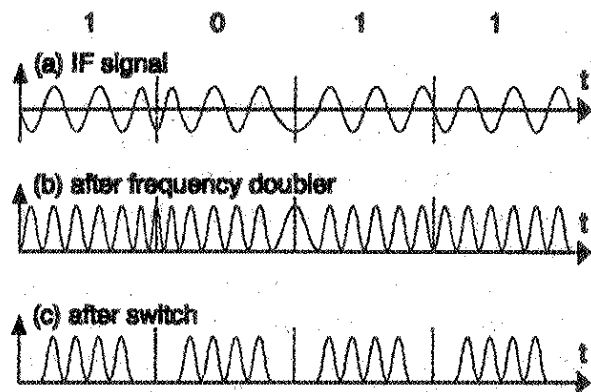 1 0 1 1
(a) IF signal
t
(b) after frequency doubler
t
(c) after switch
t